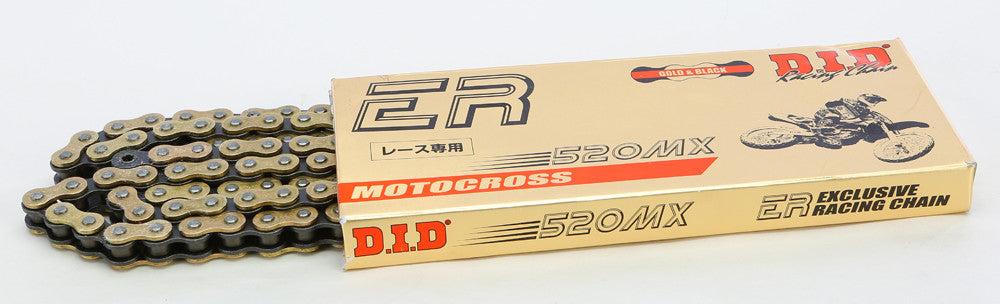 ER
GOLD & BLACK
D.I.D
Racing Chain
レース専用
520MX
MOTOCROSS
D.I.D
520MX
ER EXCLUSIVE
RACING CHAIN